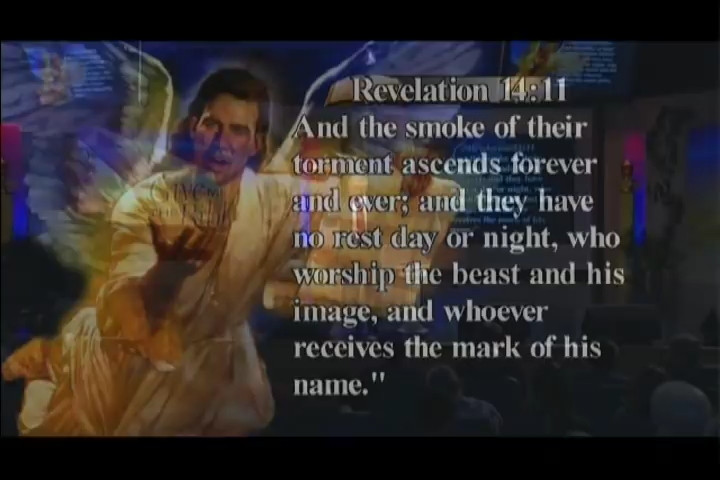 Revelation 14:11
And the smoke of their
torment ascends forever
and ever; and they have
no rest day or night, who
worship the beast and his
image, and whoever
receives the mark of his
name."